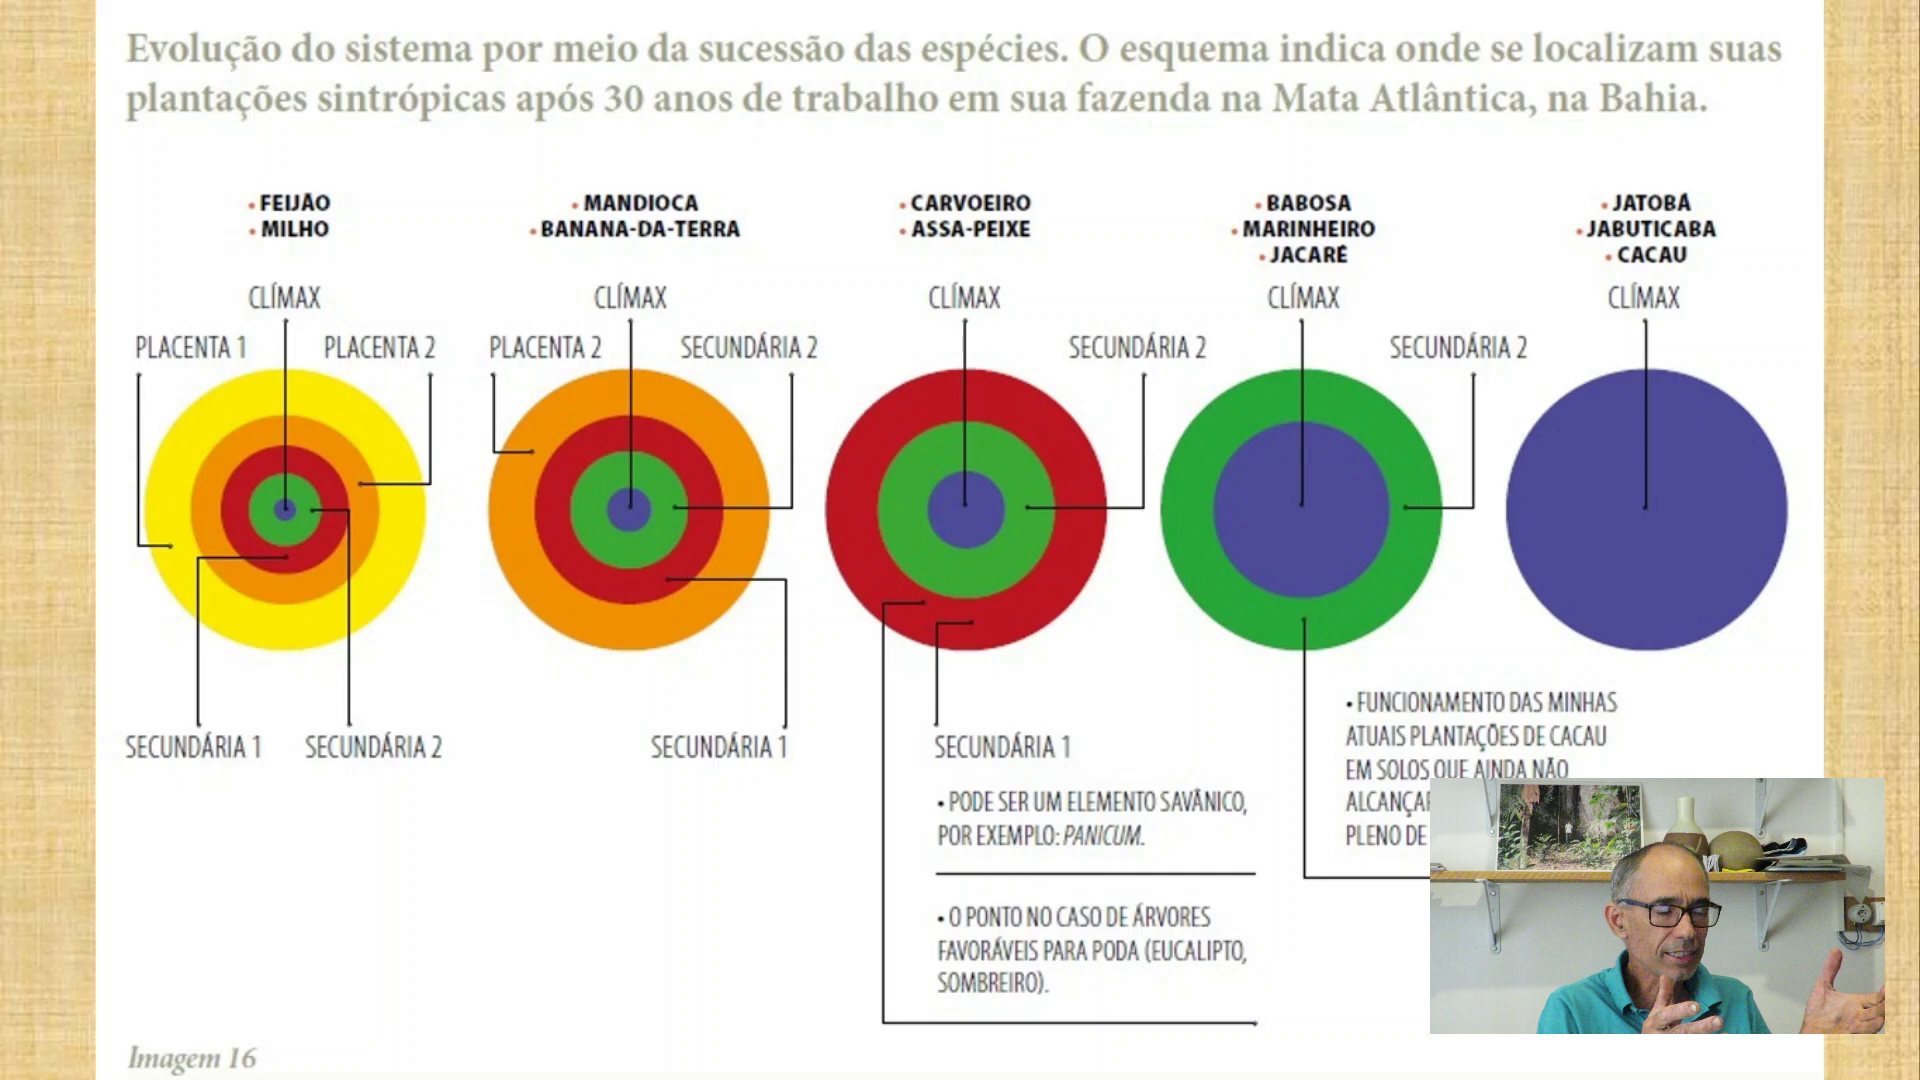 Evolução do sistema por meio da sucessão das espécies. O esquema indica onde se localizam suas
plantações sintrópicas após 30 anos de trabalho em sua fazenda na Mata Atlântica, na Bahia.
• FEIJÃO
• MILHO
CLÍMAX
PLACENTA 1
PLACENTA 2
SECUNDÁRIA 1
SECUNDÁRIA 2
• MANDIOCA
• BANANA-DA-TERRA
CLÍMAX
PLACENTA 2
SECUNDÁRIA 2
SECUNDÁRIA 1
• CARVOEIRO
• ASSA-PEIXE
CLÍMAX
SECUNDÁRIA 2
SECUNDÁRIA 1
• PODE SER UM ELEMENTO SAVÂNICO,
POR EXEMPLO: PANICUM.
• O PONTO NO CASO DE ÁRVORES
FAVORÁVEIS PARA PODA (EUCALIPTO,
SOMBREIRO).
• BABOSA
• MARINHEIRO
• JACARÉ
CLÍMAX
SECUNDÁRIA 2
• FUNCIONAMENTO DAS MINHAS
ATUAIS PLANTAÇÕES DE CACAU
EM SOLOS QUE AINDA NÃO
PLENO DE
• JATOBÁ
• JABUTICABA
• CACAU
CLÍMAX
Imagem 16